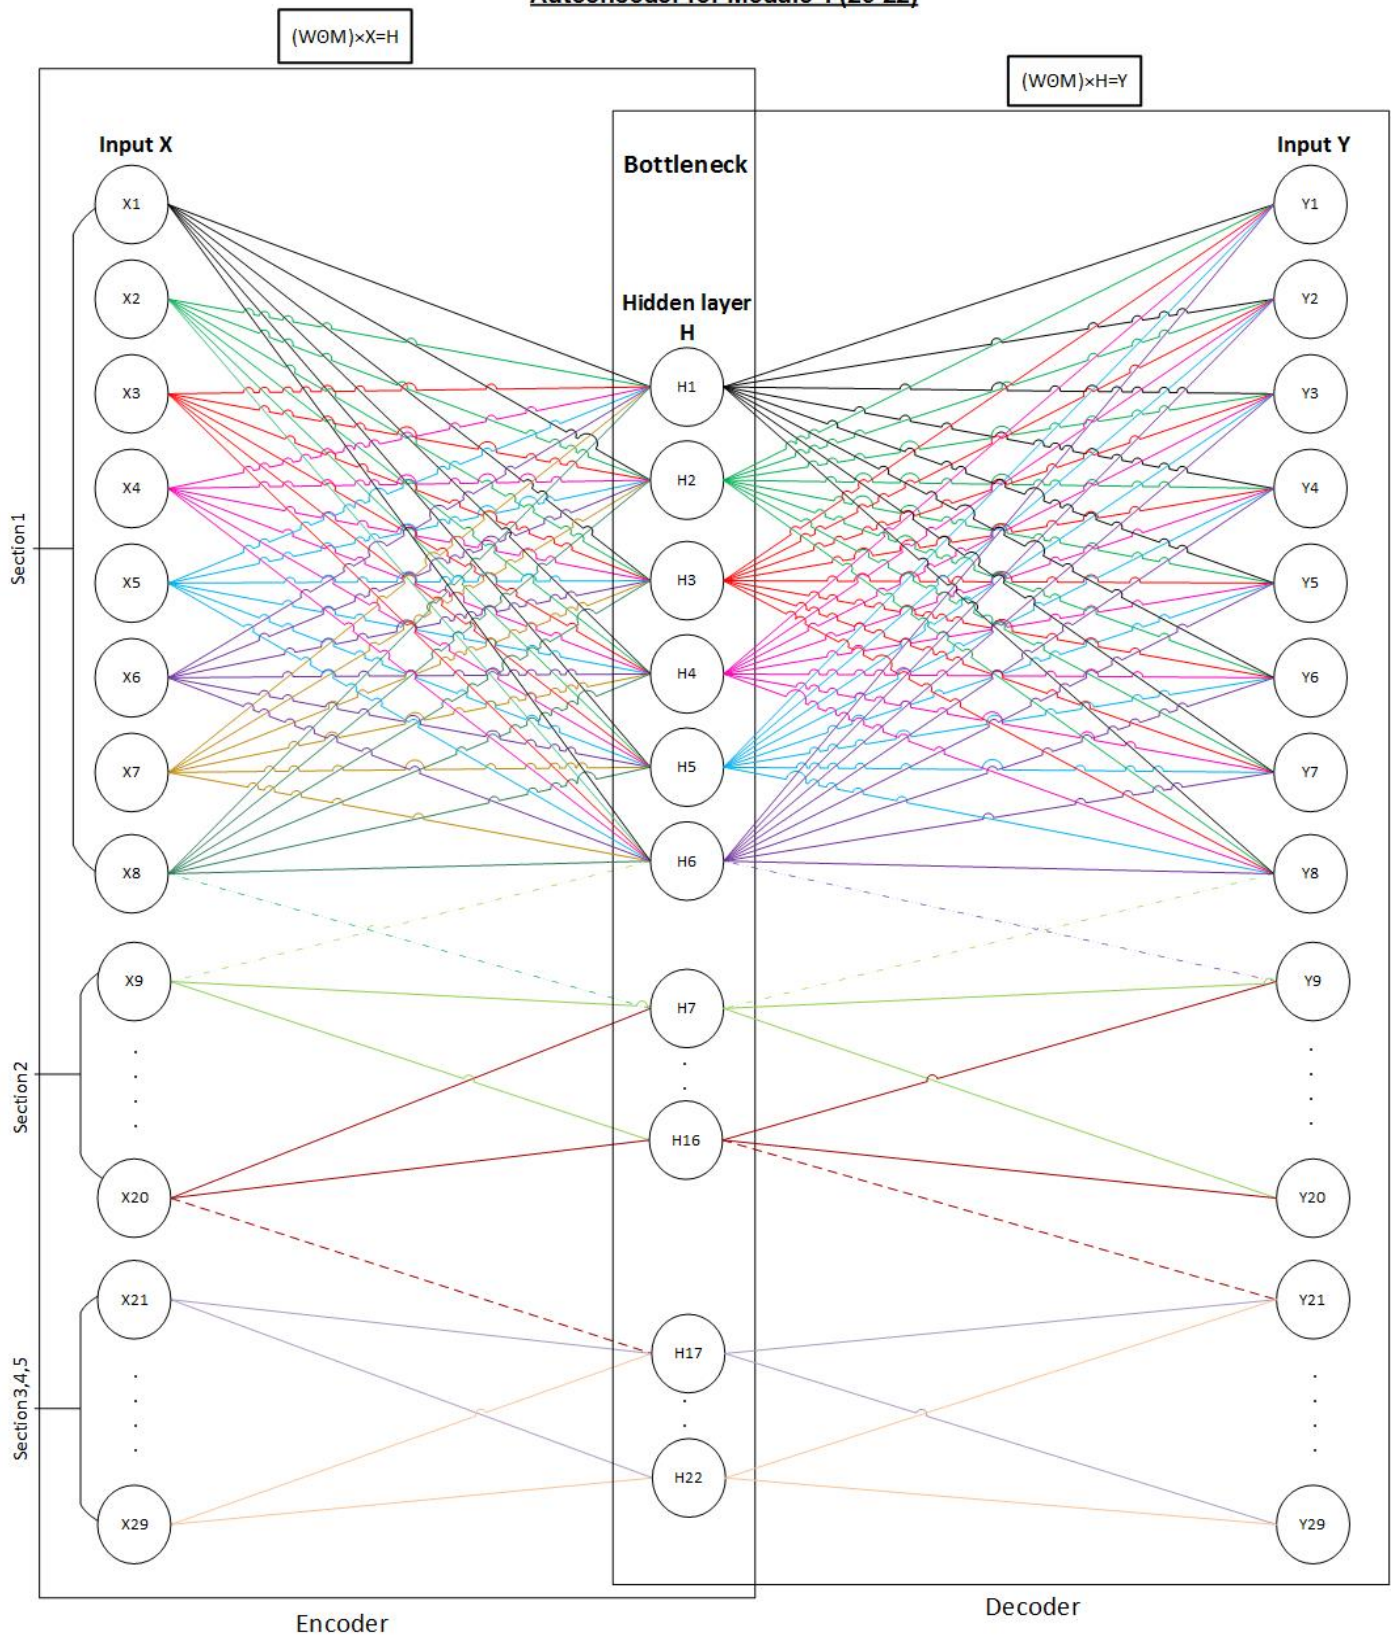 (WʘM)×X=H
(WʘM)×H=Y
Input X
Bottleneck
Input Y
Hidden layer
H
X1
X2
X3
X4
X5
X6
X7
X8
X9
X20
X21
X29
H1
H2
H3
H4
H5
H6
H7
H16
H17
H22
Y1
Y2
Y3
Y4
Y5
Y6
Y7
Y8
Y9
Y20
Y21
Y29
Section1
Section2
Section3,4,5
Encoder
Decoder